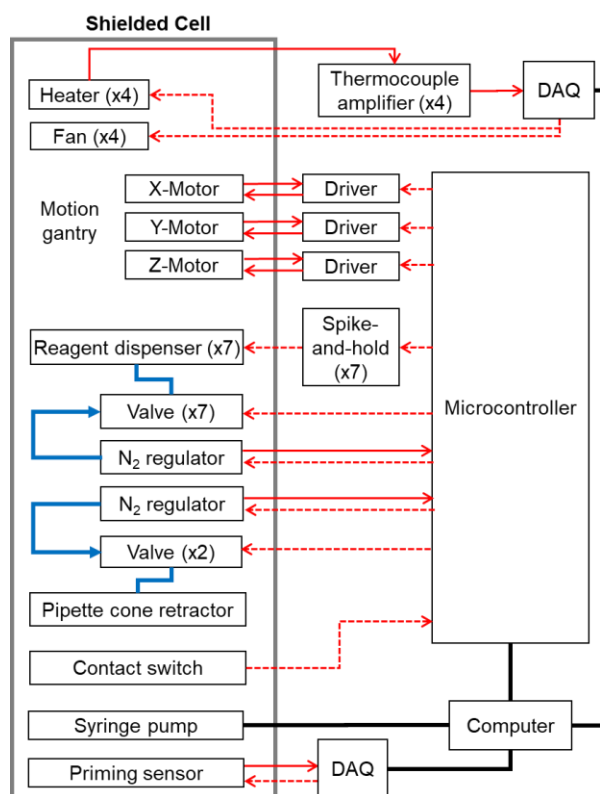 Shielded Cell
Heater (x4)
Thermocouple
amplifier (x4)
DAQ
Fan (x4)
Motion
gantry
X-Motor
Driver
Y-Motor
Driver
Z-Motor
Driver
Reagent dispenser (x7)
Spike-
and-hold
(x7)
Microcontroller
Valve (x7)
N₂ regulator
N₂ regulator
Valve (x2)
Pipette cone retractor
Contact switch
Syringe pump
Computer
Priming sensor
DAQ